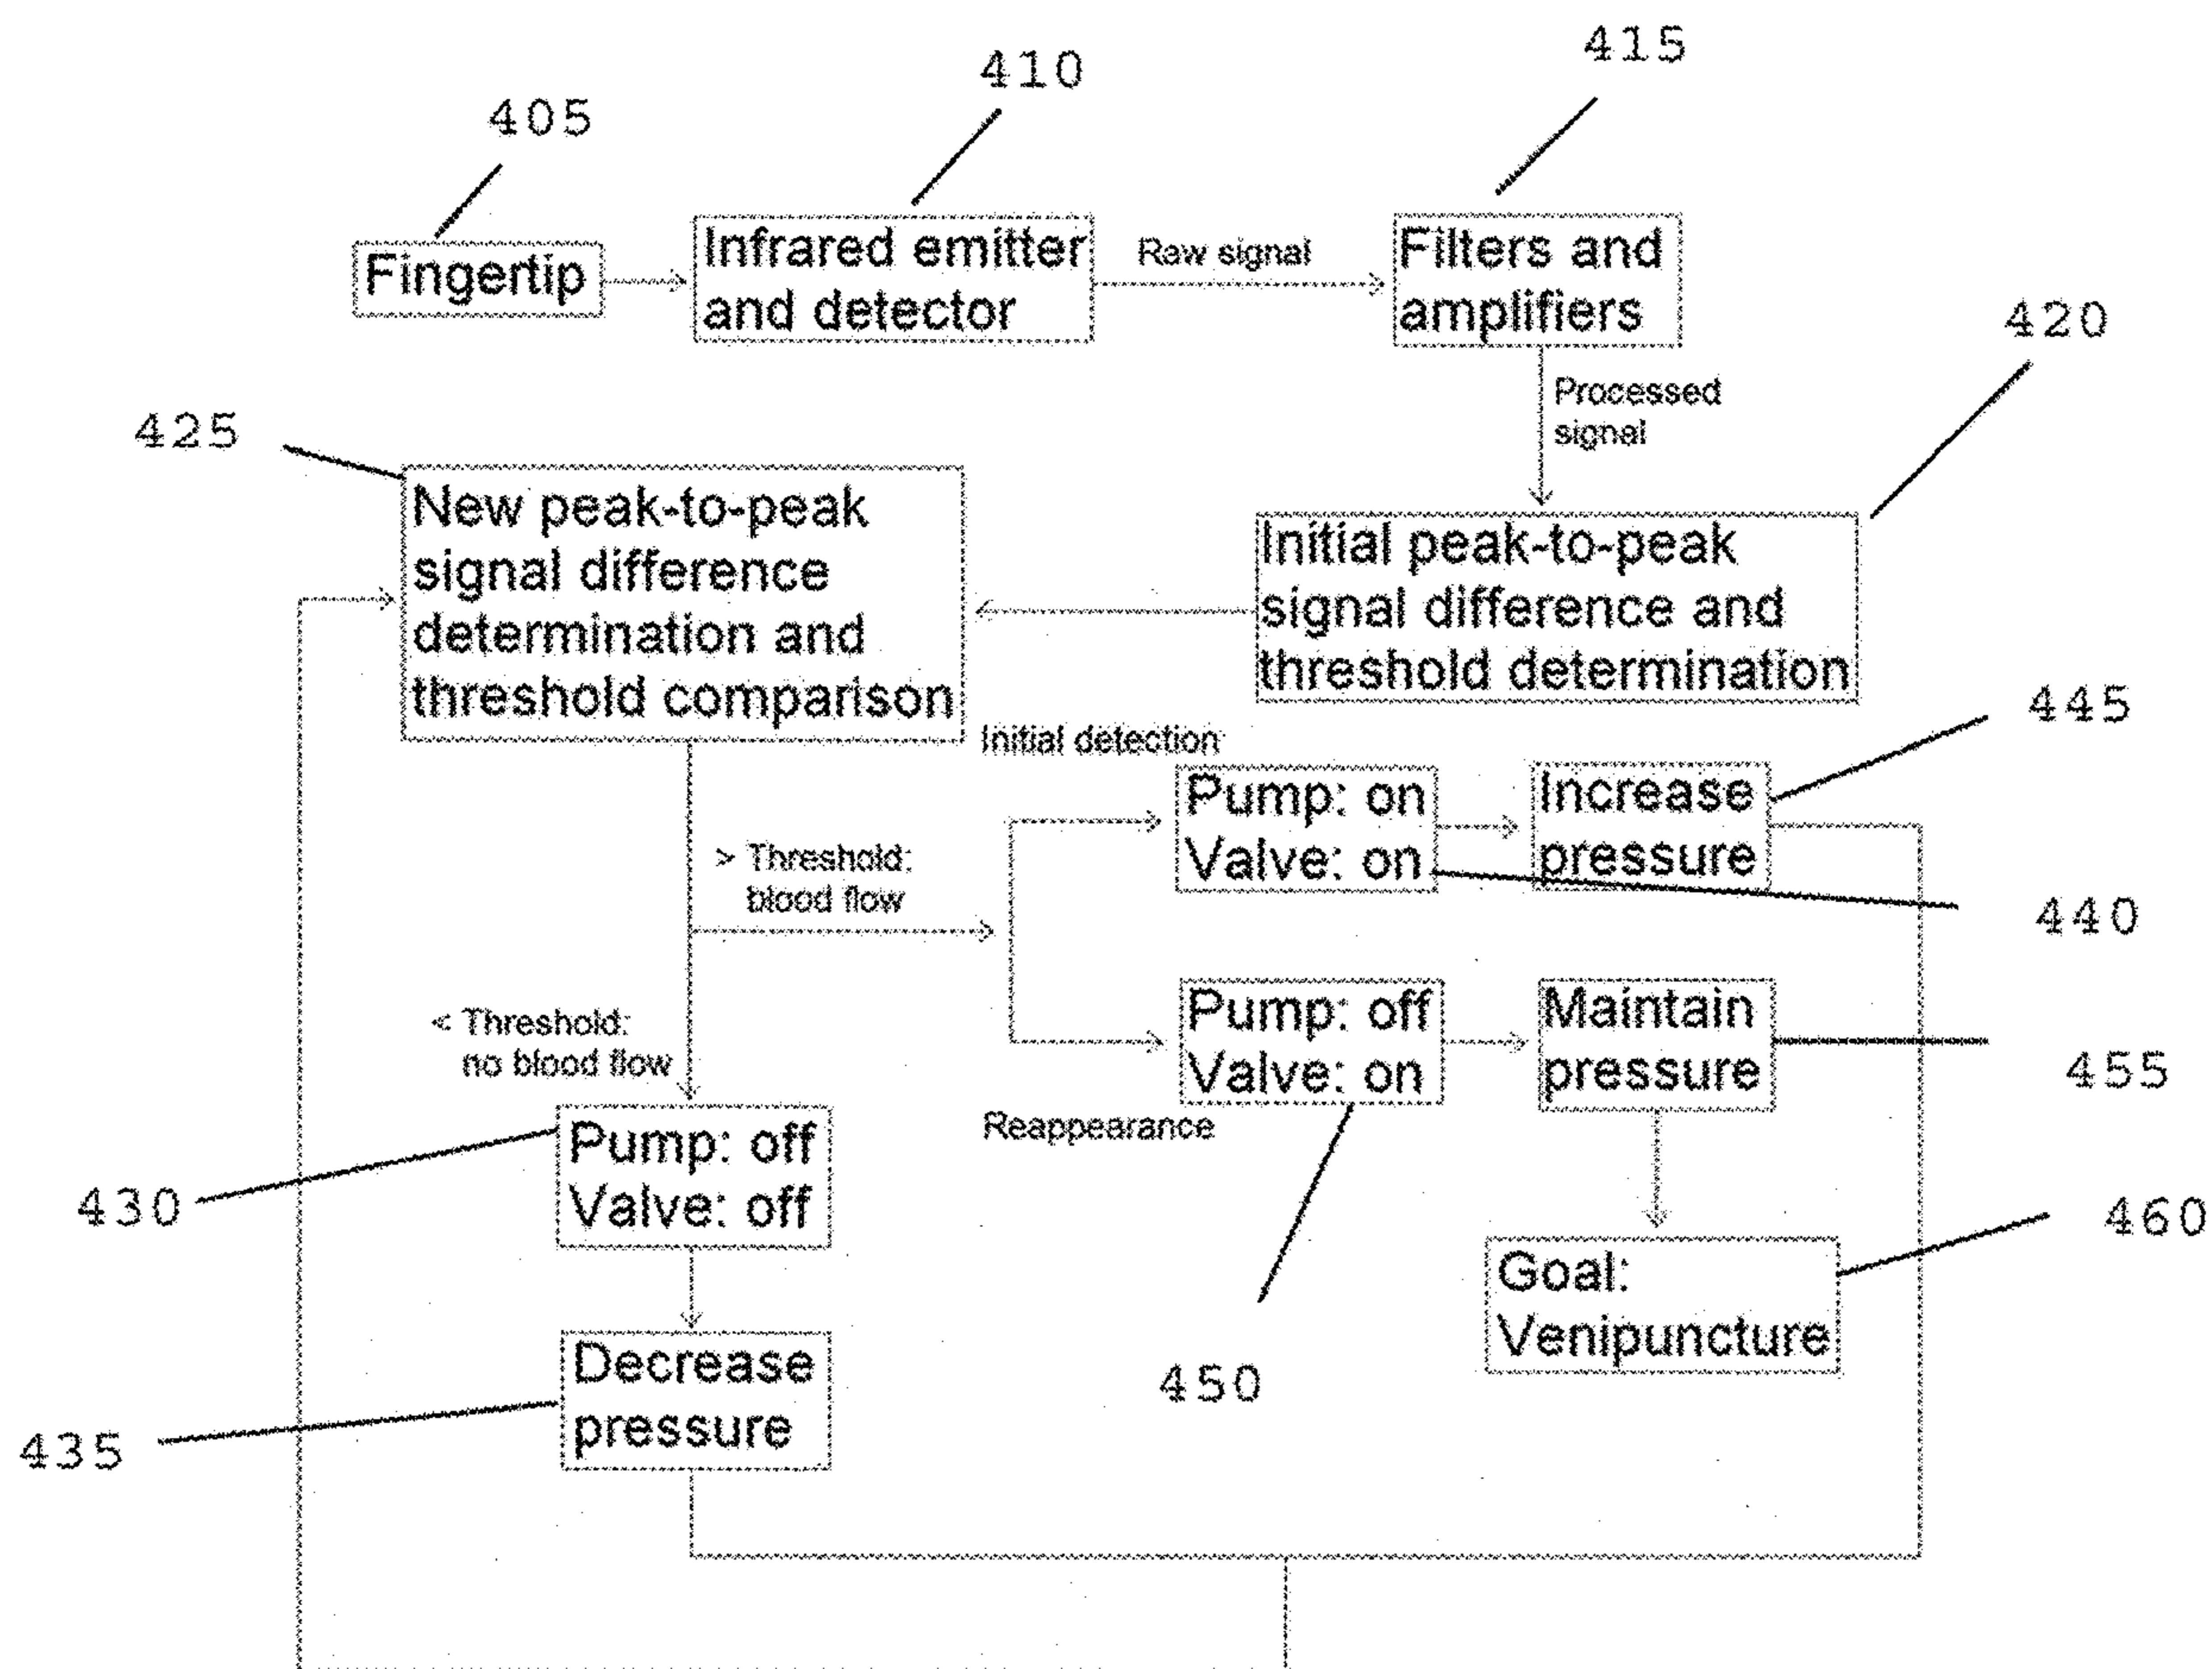 410
415
405
Infrared emitter
and detector
Raw signal
Filters and
amplifiers
Fingertip
420
Processed
signal
425
New peak-to-peak
signal difference
determination and
threshold comparison
Initial peak-to-peak
signal difference and
threshold determination
445
Initial detection
Pump: on
Valve: on
Increase
pressure
> Threshold:
blood flow
440
Pump: off
Valve: on
Maintain
pressure
455
< Threshold:
no blood flow
Reappearance
Pump: off
Valve: off
430
460
Goal:
Venipuncture
450
Decrease
pressure
435